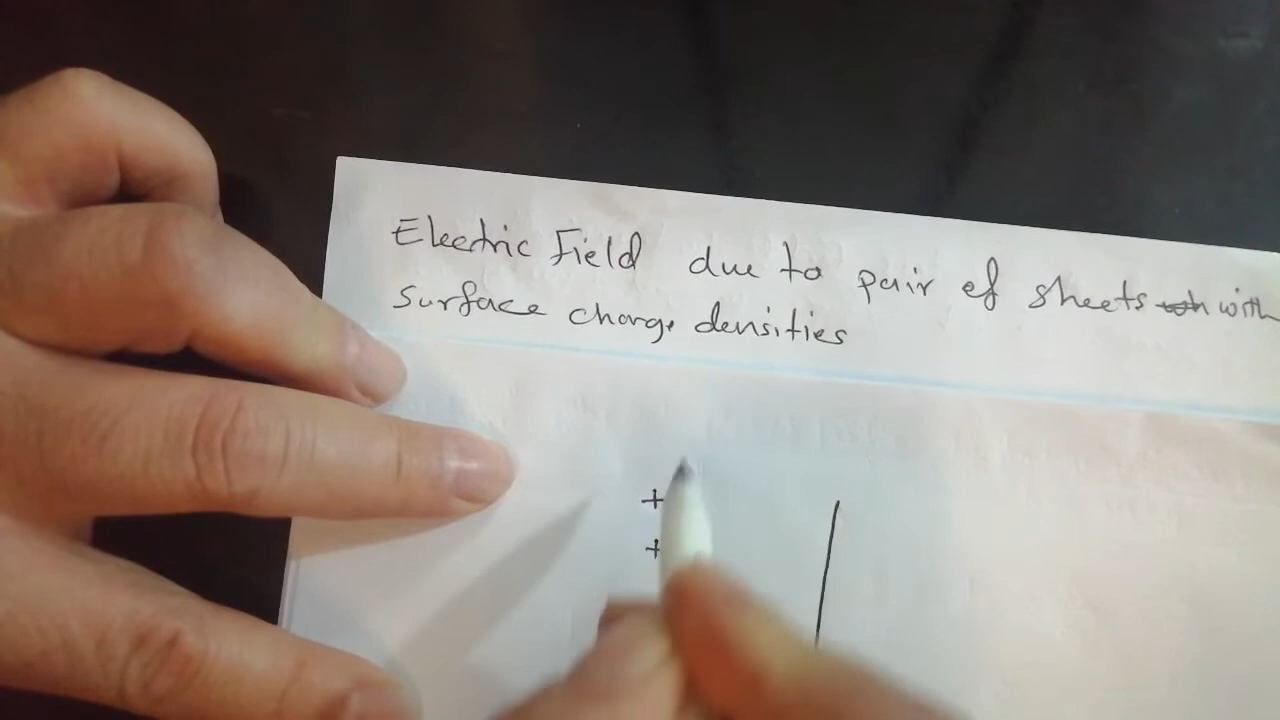 Electric Field due to pair of sheets with
surface charge densities
+
+